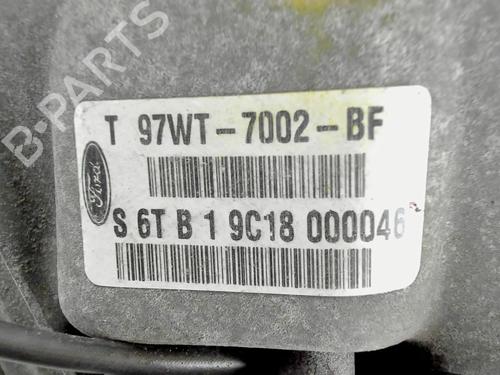 B-PARTS
T 97WT-7002-BF
Ford
S 6T B 1 9C18 000046